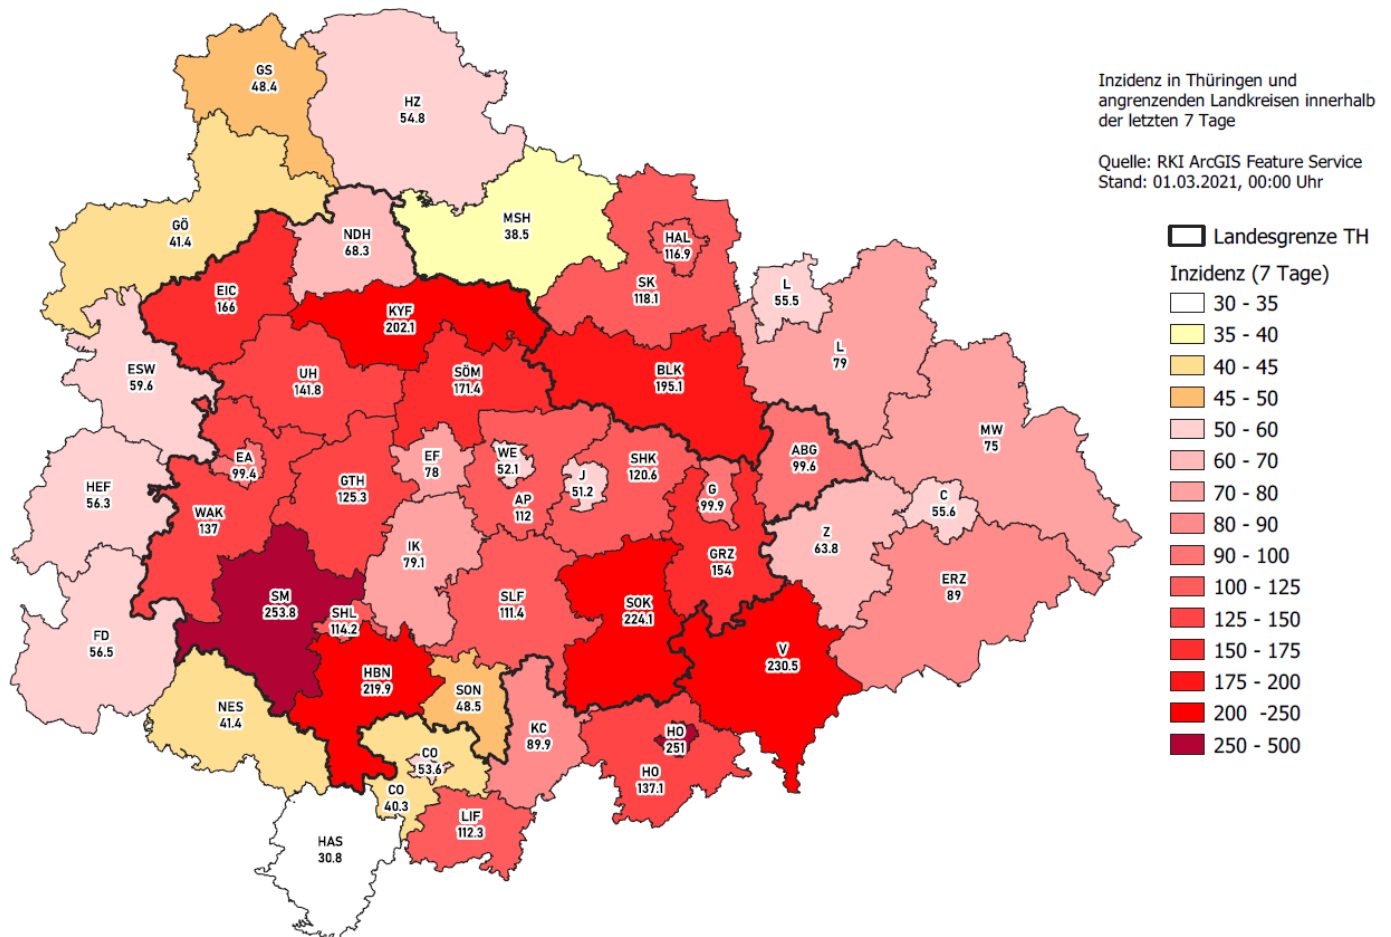 GS
48.4
HZ
54.8
Inzidenz in Thüringen und
angrenzenden Landkreisen innerhalb
der letzten 7 Tage
Quelle: RKI ArcGIS Feature Service
Stand: 01.03.2021, 00:00 Uhr
GÖ
41.4
NDH
68.3
MSH
38.5
HAL
116.9
Landesgrenze TH
Inzidenz (7 Tage)
30 - 35
35 - 40
40 - 45
45 - 50
50 - 60
60 - 70
70 - 80
80 - 90
90 - 100
100 - 125
125 - 150
150 - 175
175 - 200
200 -250
250 - 500
EIC
166
KYF
202.1
SK
118.1
L
55.5
L
79
ESW
59.6
UH
141.8
SÖM
171.4
BLK
195.1
MW
75
EA
99.4
EF
78
WE
52.1
SHK
120.6
ABG
99.6
HEF
56.3
GTH
125.3
J
51.2
G
99.9
C
55.6
WAK
137
AP
112
Z
63.8
IK
79.1
GRZ
154
ERZ
89
SM
253.8
SHL
114.2
SLF
111.4
SOK
224.1
FD
56.5
V
230.5
HBN
219.9
SON
48.5
NES
41.4
KC
89.9
HO
251
CO
53.6
HO
137.1
CO
40.3
LIF
112.3
HAS
30.8